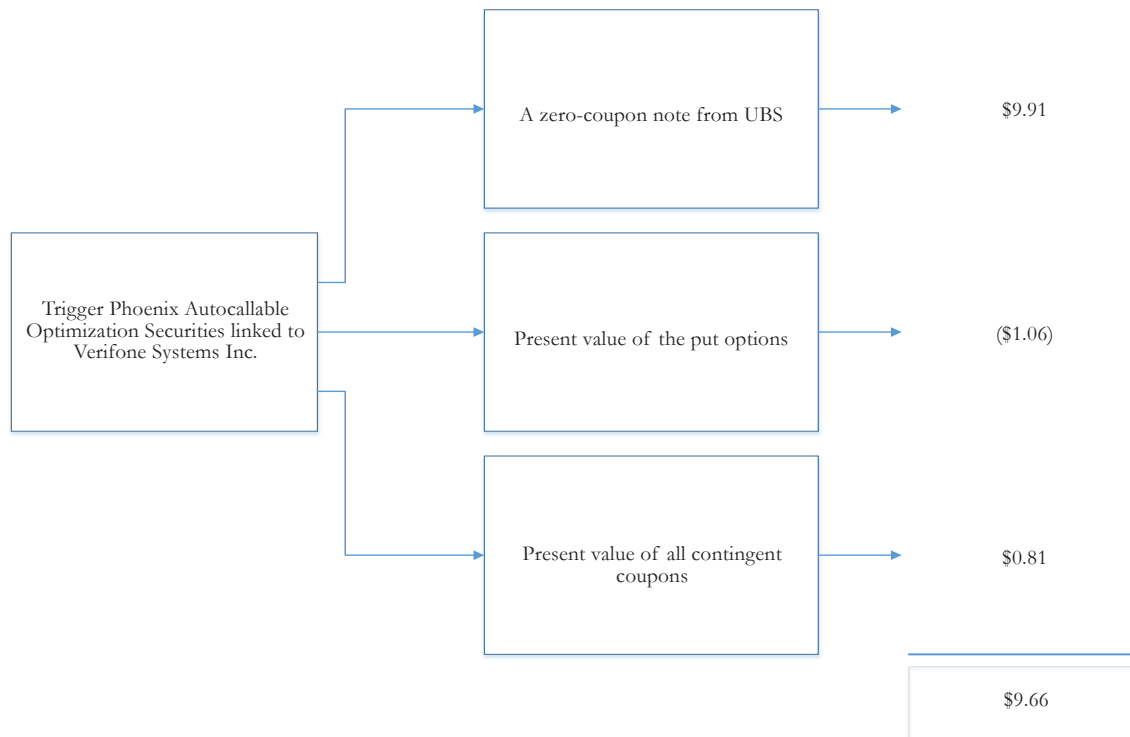 A zero-coupon note from UBS
$9.91
Trigger Phoenix Autocallable
Optimization Securities linked to
Verifone Systems Inc.
Present value of the put options
($1.06)
Present value of all contingent
coupons
$0.81
$9.66